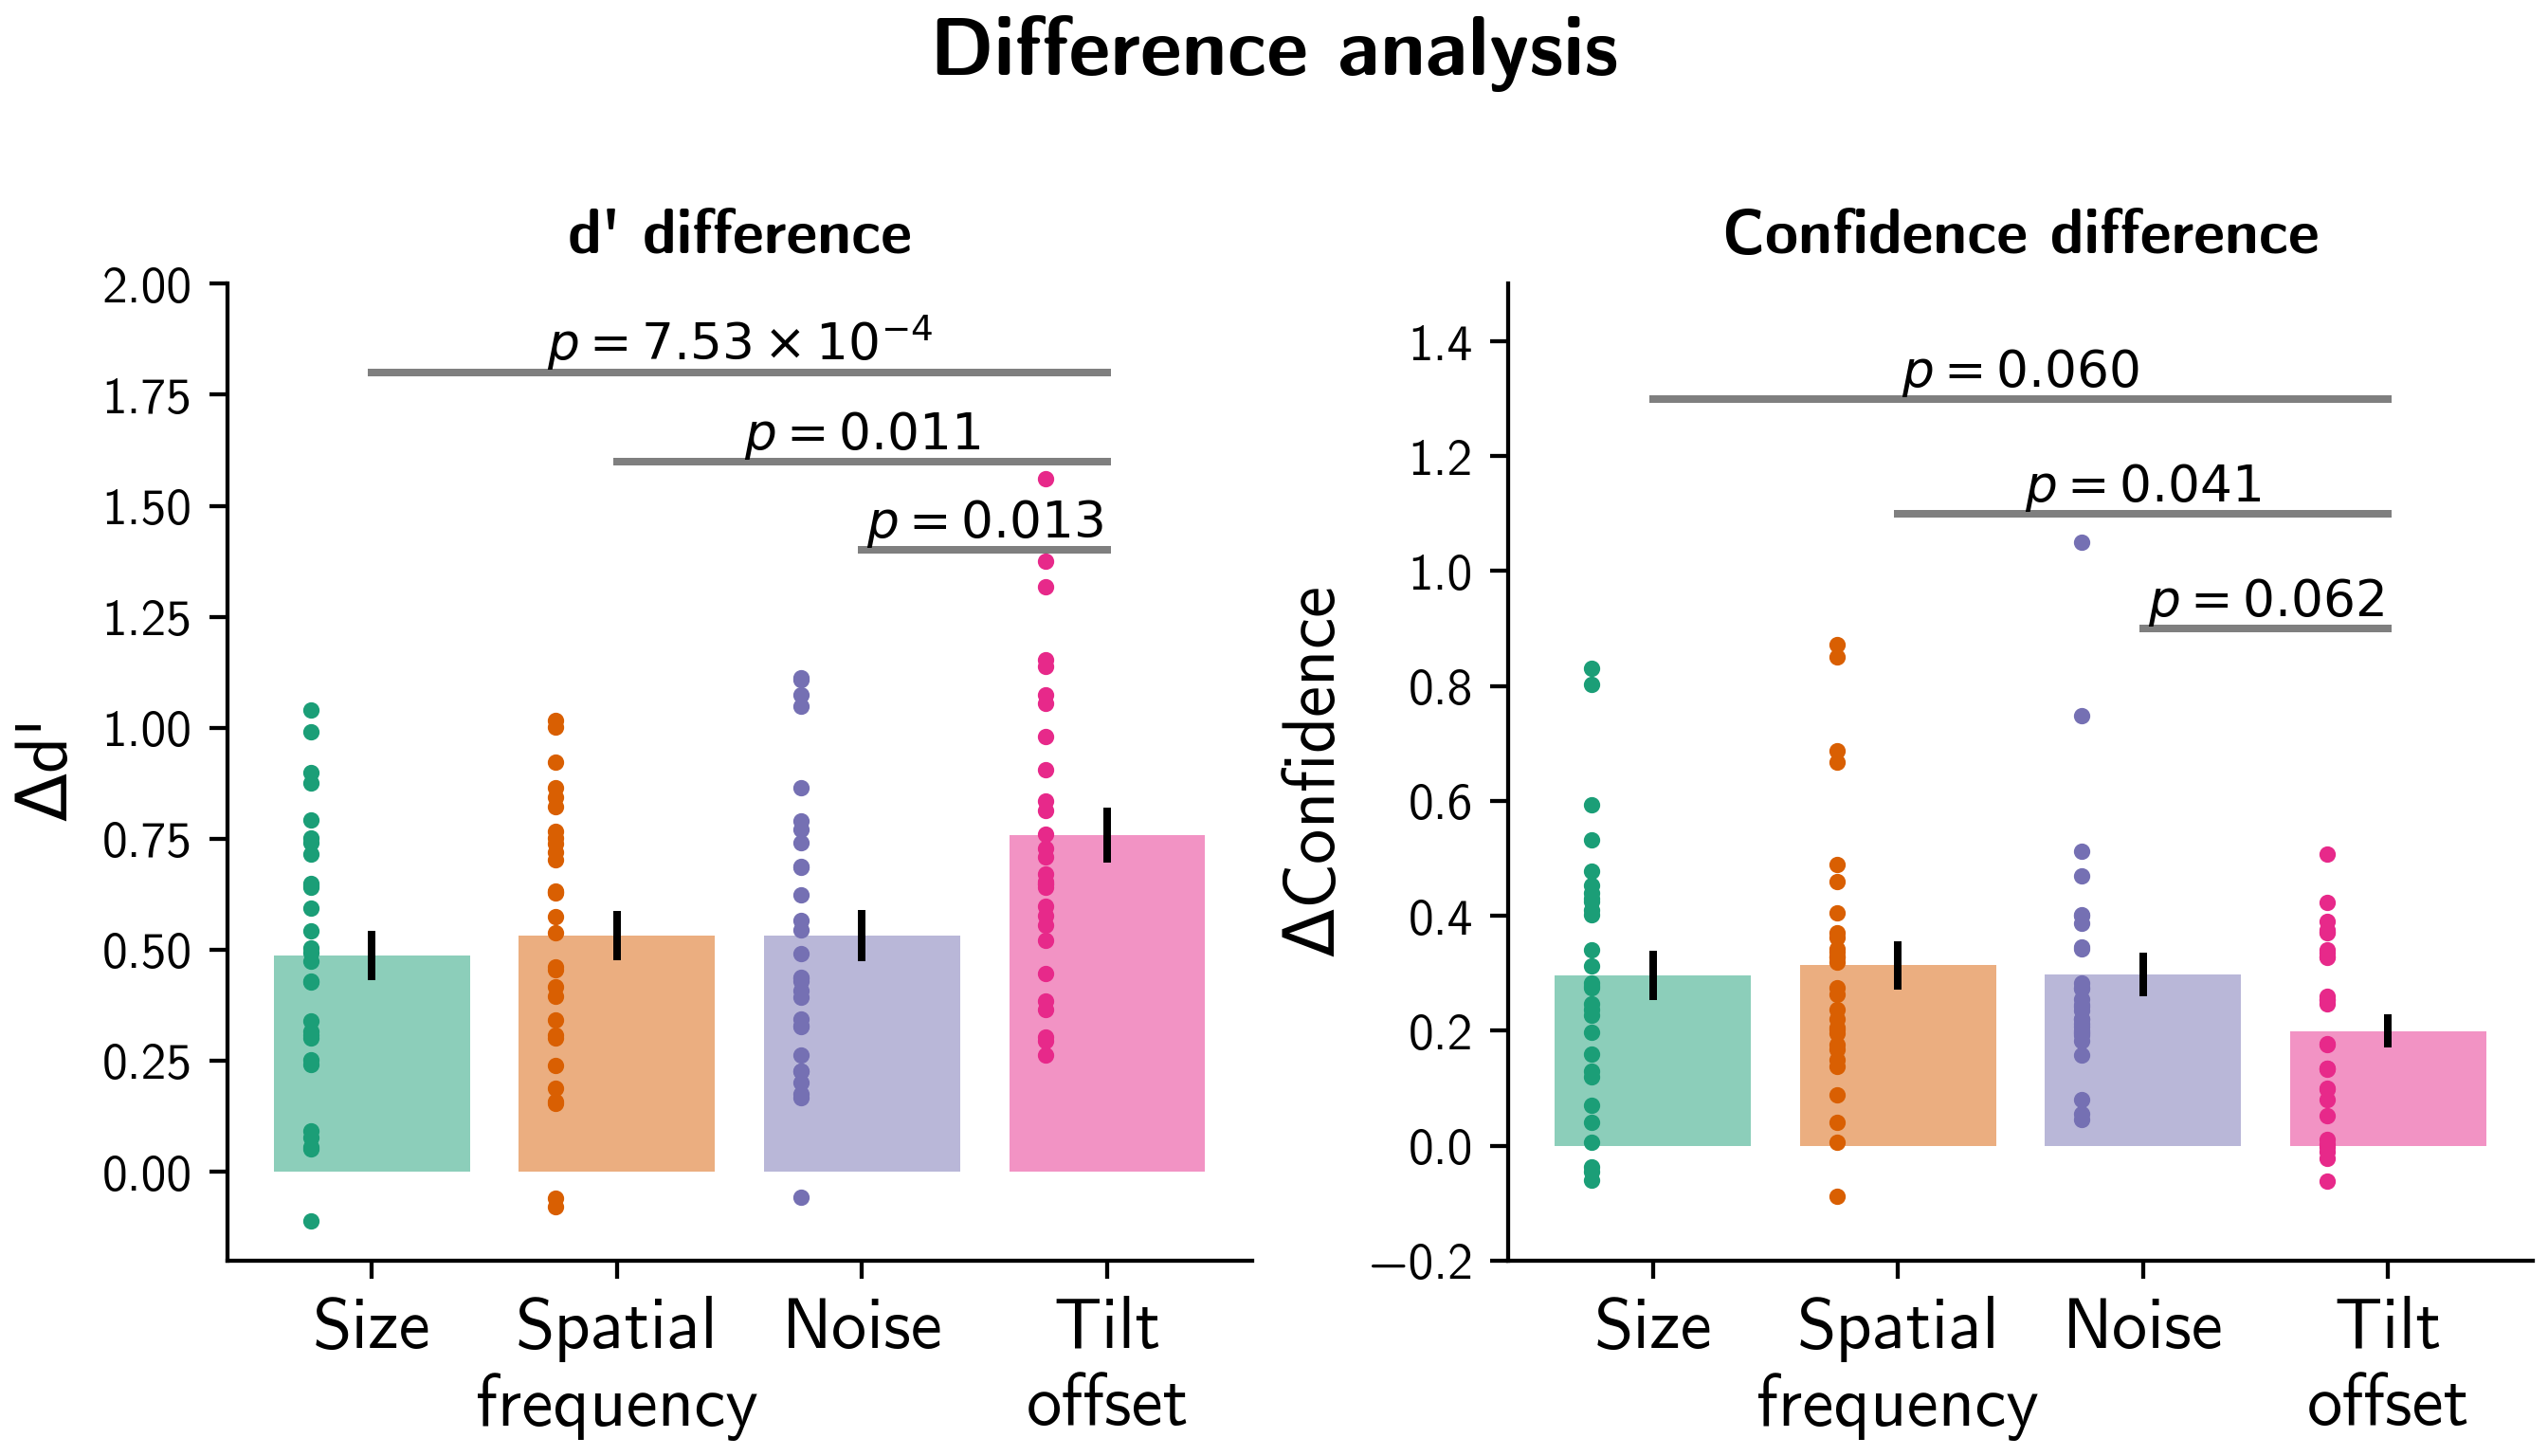 Difference analysis
d' difference
Δd'
2.00
1.75
1.50
1.25
1.00
0.75
0.50
0.25
0.00
p = 7.53 × 10⁻⁴
p = 0.011
p = 0.013
Size
Spatial
frequency
Noise
Tilt
offset
Confidence difference
ΔConfidence
1.4
1.2
1.0
0.8
0.6
0.4
0.2
0.0
−0.2
p = 0.060
p = 0.041
p = 0.062
Size
Spatial
frequency
Noise
Tilt
offset